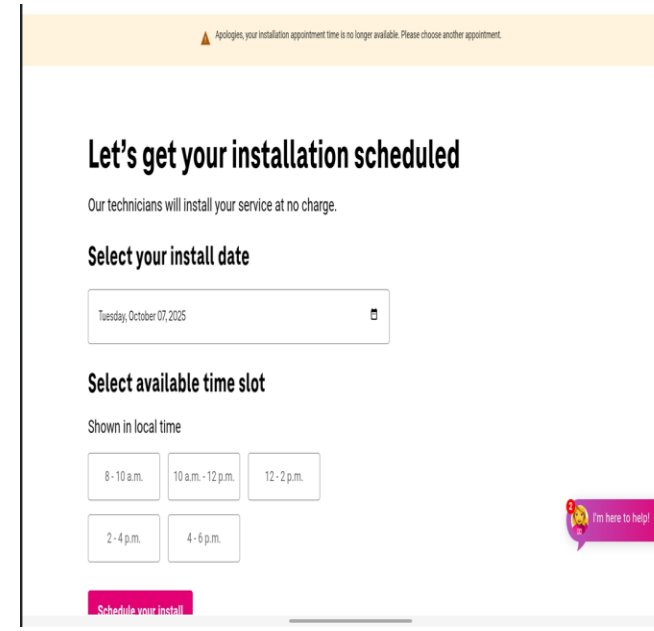 Apologies, your installation appointment time is no longer available. Please choose another appointment.
Let's get your installation scheduled
Our technicians will install your service at no charge.
Select your install date
Tuesday, October 07, 2025
Select available time slot
Shown in local time
8 - 10 a.m.
10 a.m. - 12 p.m.
12 - 2 p.m.
2 - 4 p.m.
4 - 6 p.m.
2
I'm here to help!
Schedule your install